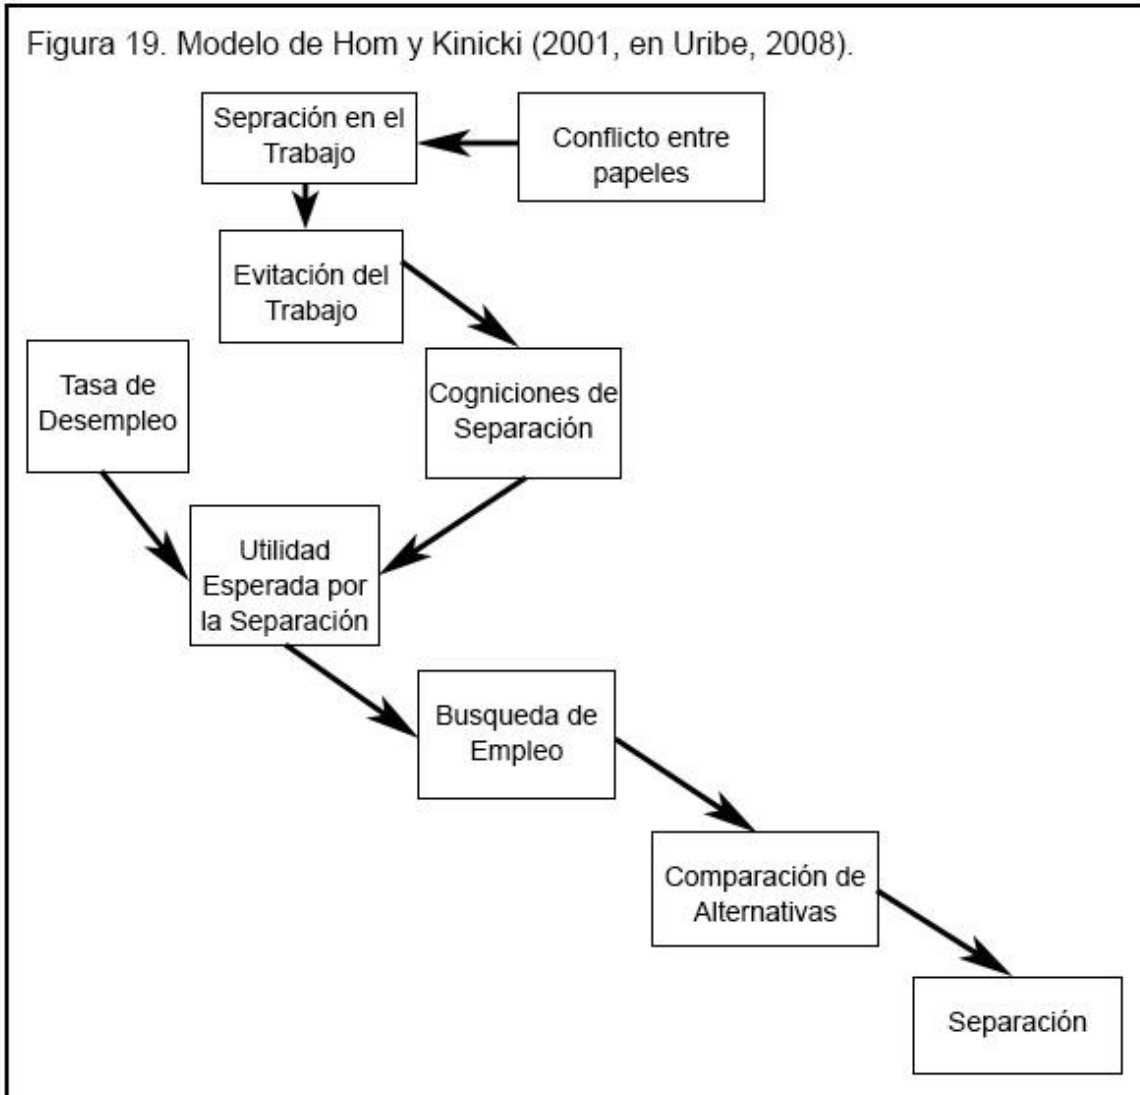 Figura 19. Modelo de Hom y Kinicki (2001, en Uribe, 2008).
Sepración en el
Trabajo
Conflicto entre
papeles
Evitación del
Trabajo
Tasa de
Desempleo
Cogniciones de
Separación
Utilidad
Esperada por
la Separación
Busqueda de
Empleo
Comparación de
Alternativas
Separación